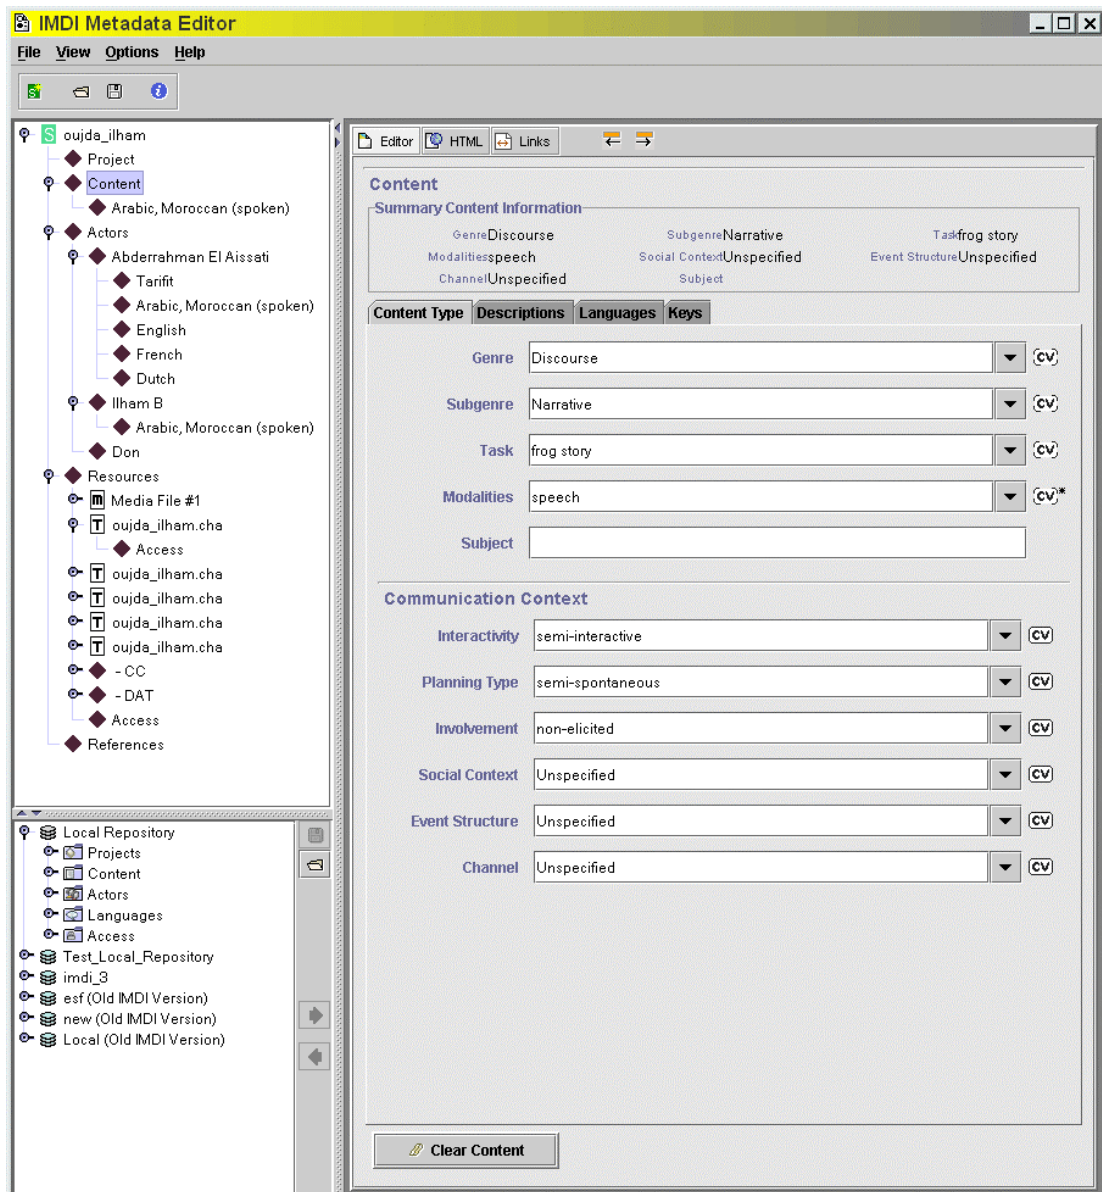 IMDI Metadata Editor
File View Options Help
oujda_ilham
Project
Content
Arabic, Moroccan (spoken)
Actors
Abderrahman El Aissati
Tarifit
Arabic, Moroccan (spoken)
English
French
Dutch
Ilham B
Arabic, Moroccan (spoken)
Don
Resources
Media File #1
oujda_ilham.cha
Access
oujda_ilham.cha
oujda_ilham.cha
oujda_ilham.cha
oujda_ilham.cha
- CC
- DAT
Access
References
Local Repository
Projects
Content
Actors
Languages
Access
Test_Local_Repository
imdi_3
esf (Old IMDI Version)
new (Old IMDI Version)
Local (Old IMDI Version)
Editor HTML Links
Content
Summary Content Information
Genre Discourse Subgenre Narrative Task frog story
Modalities speech Social Context Unspecified Event Structure Unspecified
Channel Unspecified Subject
Content Type Descriptions Languages Keys
Genre Discourse CV
Subgenre Narrative CV
Task frog story CV
Modalities speech CV*
Subject
Communication Context
Interactivity semi-interactive CV
Planning Type semi-spontaneous CV
Involvement non-elicited CV
Social Context Unspecified CV
Event Structure Unspecified CV
Channel Unspecified CV
Clear Content